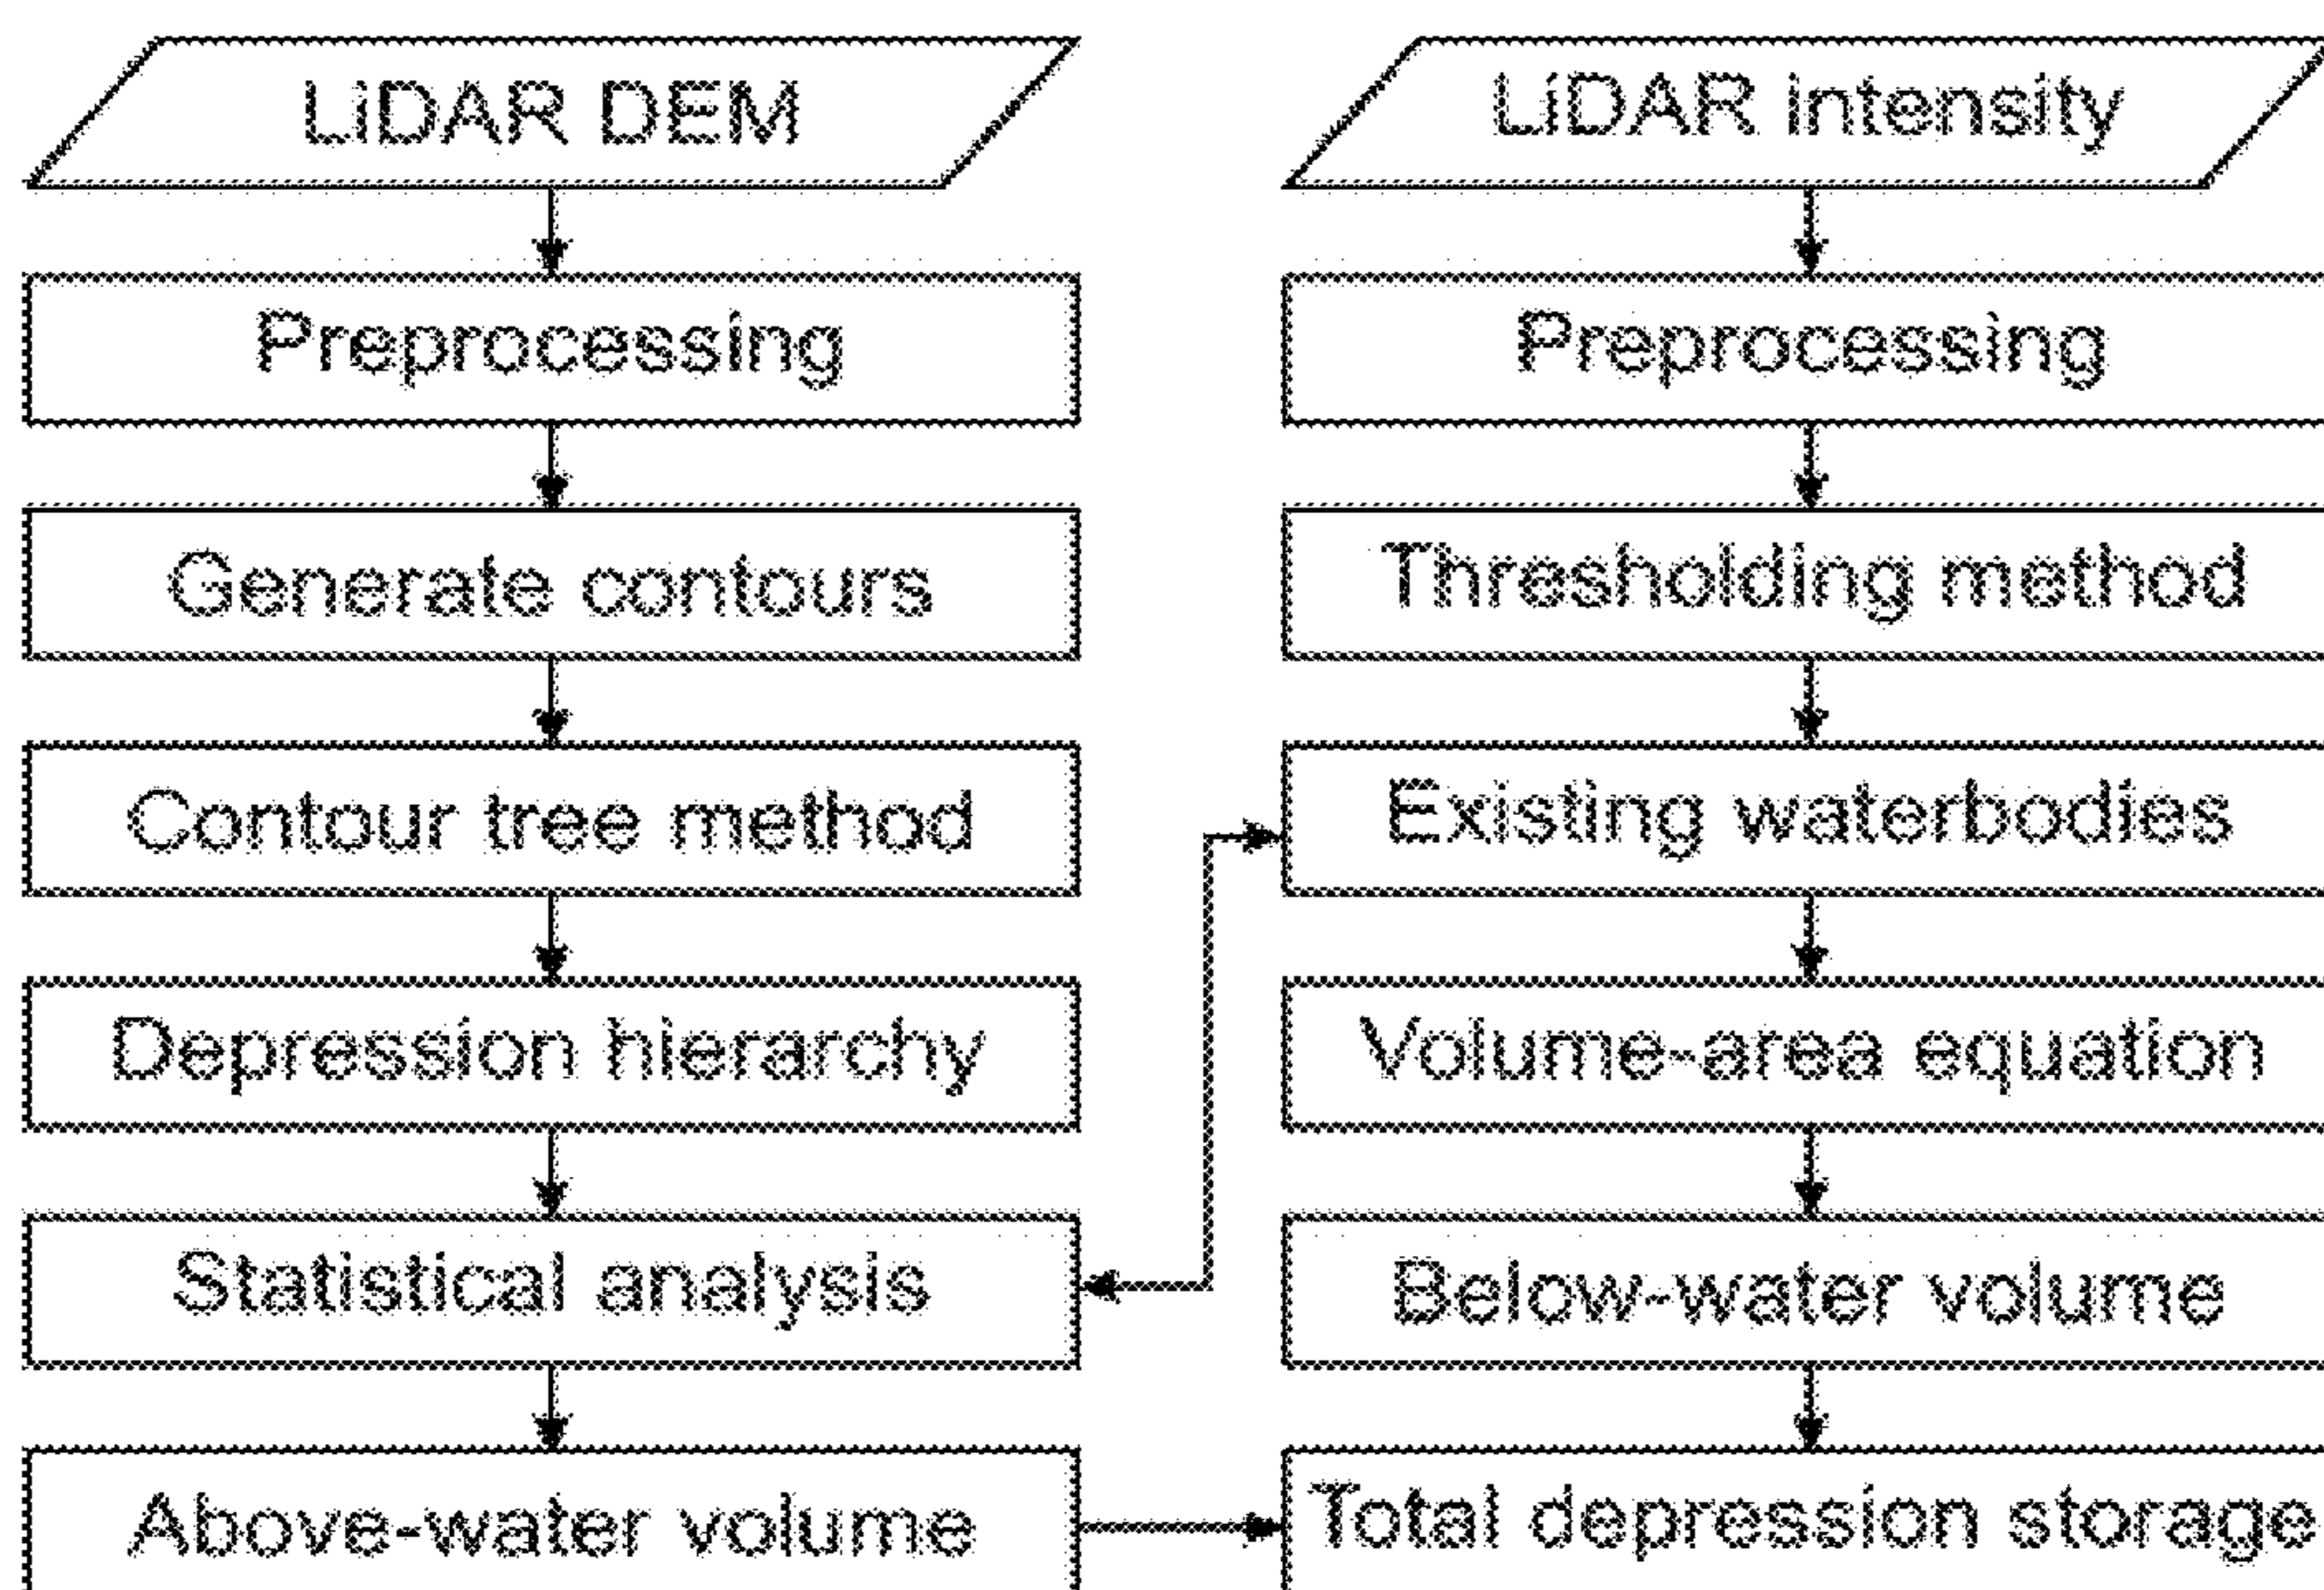 LiDAR DEM
Preprocessing
Generate contours
Contour tree method
Depression hierarchy
Statistical analysis
Above-water volume
LiDAR intensity
Preprocessing
Thresholding method
Existing waterbodies
Volume-area equation
Below-water volume
Total depression storage